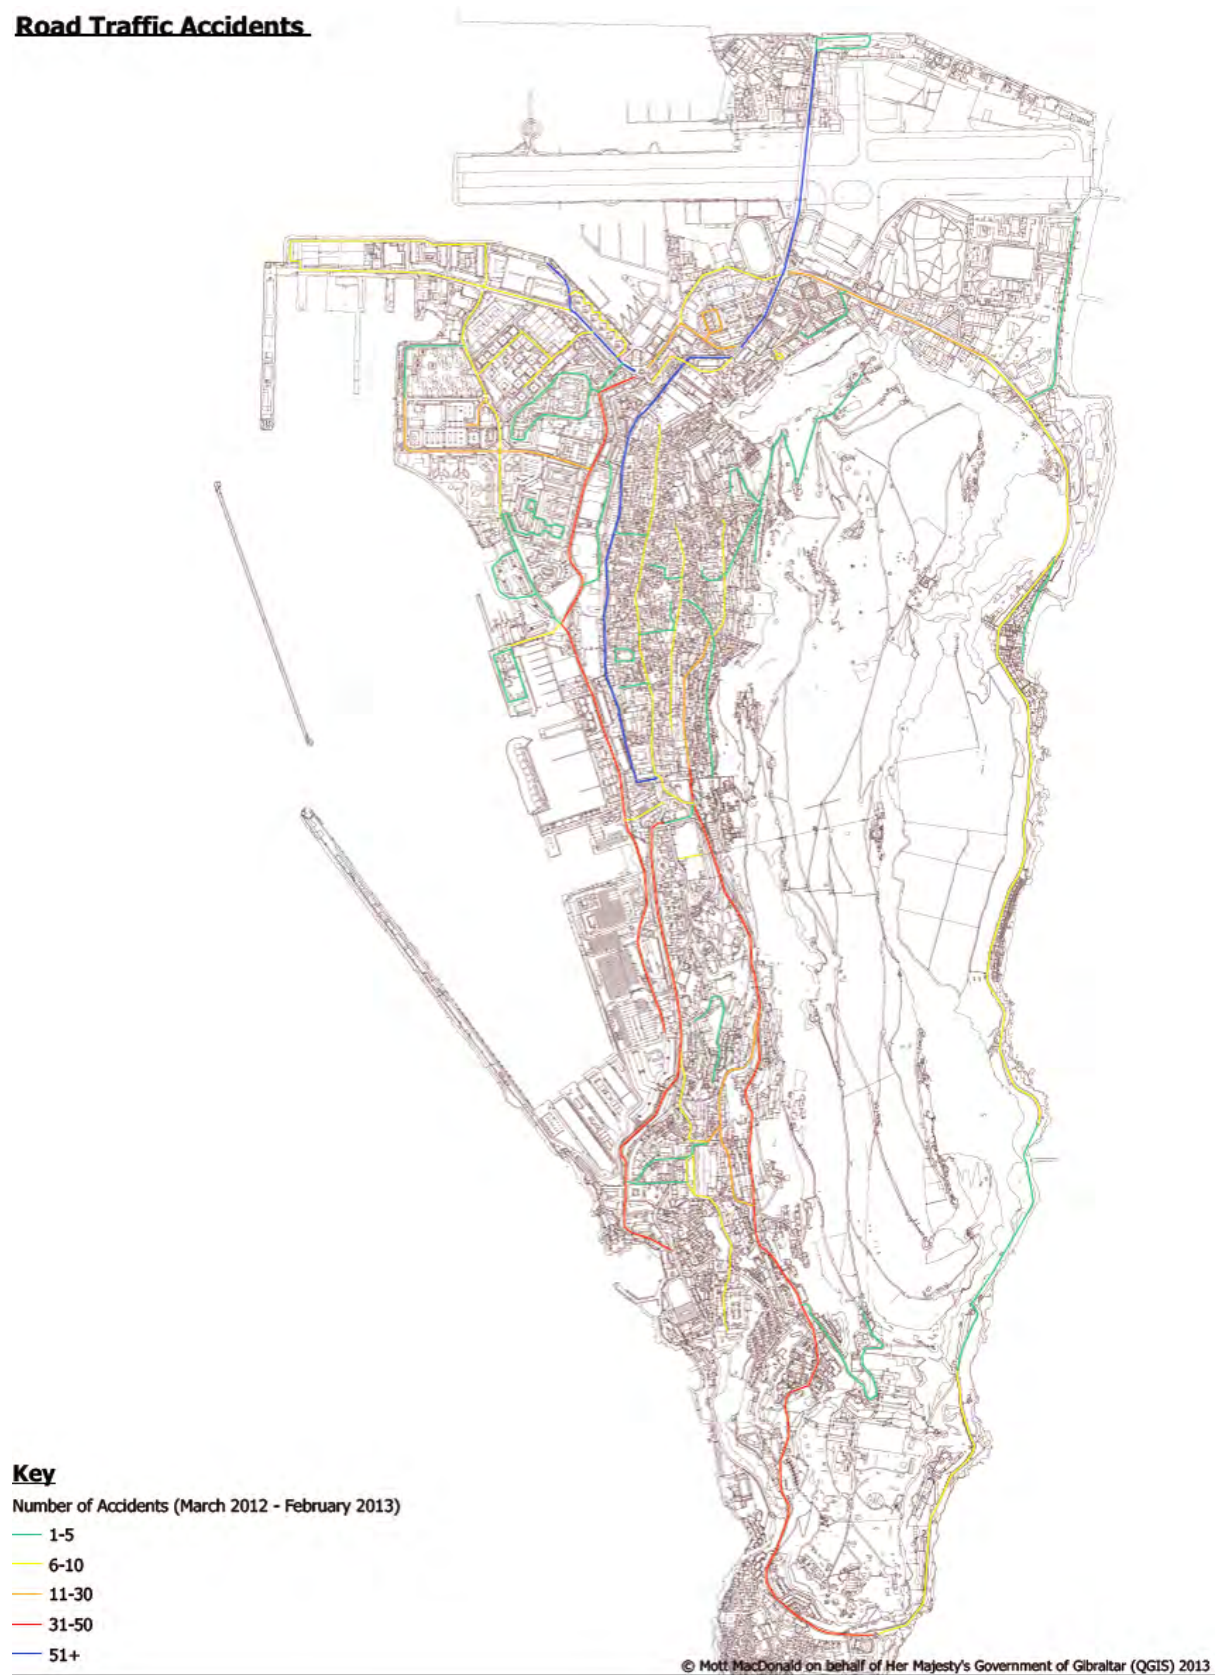 Road Traffic Accidents
Key
Number of Accidents (March 2012 - February 2013)
1-5
6-10
11-30
31-50
51+
© Mott MacDonald on behalf of Her Majesty's Government of Gibraltar (QGIS) 2013